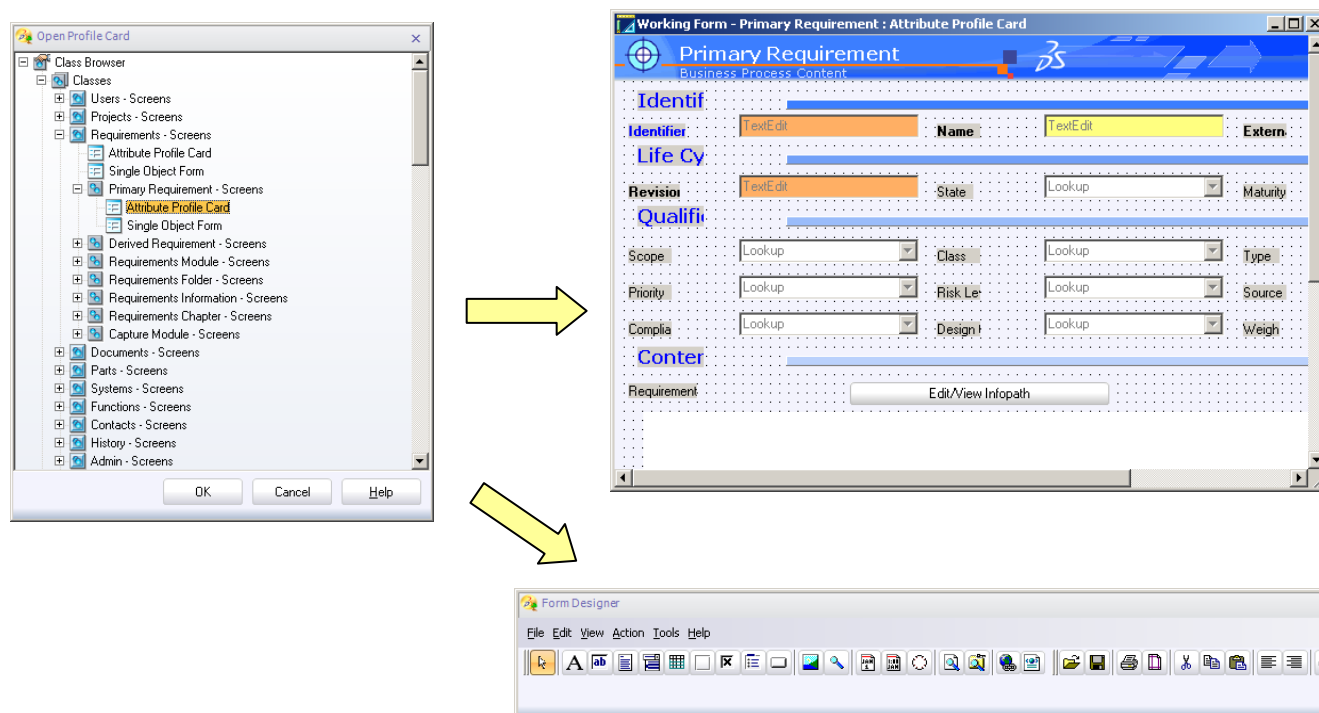 Open Profile Card
Class Browser
Classes
Users - Screens
Projects - Screens
Requirements - Screens
Attribute Profile Card
Single Object Form
Primary Requirement - Screens
Attribute Profile Card
Single Object Form
Derived Requirement - Screens
Requirements Module - Screens
Requirements Folder - Screens
Requirements Information - Screens
Requirements Chapter - Screens
Capture Module - Screens
Documents - Screens
Parts - Screens
Systems - Screens
Functions - Screens
Contacts - Screens
History - Screens
Admin - Screens
OK Cancel Help
Working Form - Primary Requirement : Attribute Profile Card
Primary Requirement
Business Process Content
Identif
Identifier TextEdit Name TextEdit Extern
Life Cy
Revision TextEdit State Lookup Maturity
Qualifi
Scope Lookup Class Lookup Type
Priority Lookup Risk Le Lookup Source
Complia Lookup Design Lookup Weigh
Conter
Requirement Edit/View Infopath
Form Designer
File Edit View Action Tools Help
A ab